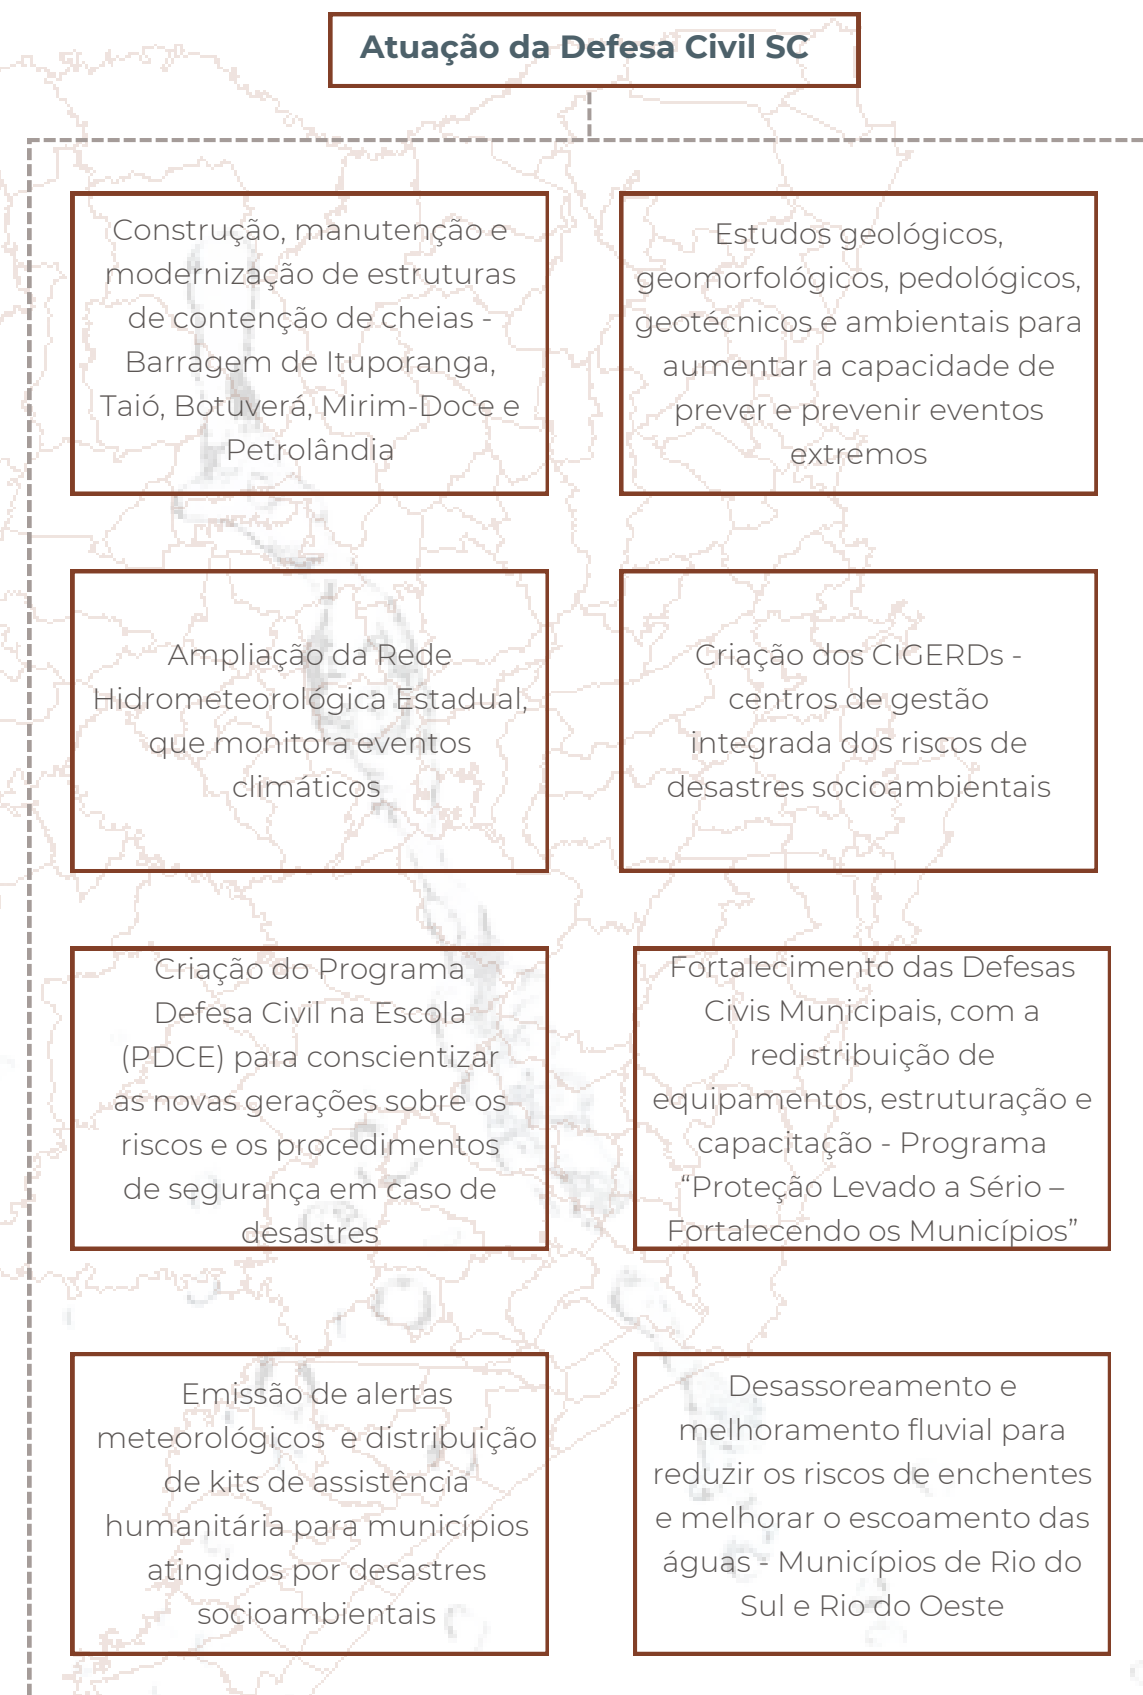 Atuação da Defesa Civil SC
Construção, manutenção e
modernização de estruturas
de contenção de cheias -
Barragem de Ituporanga,
Taió, Botuverá, Mirim-Doce e
Petrolândia
Estudos geológicos,
geomorfológicos, pedológicos,
geotécnicos e ambientais para
aumentar a capacidade de
prever e prevenir eventos
extremos
Ampliação da Rede
Hidrometeorológica Estadual,
que monitora eventos
climáticos
Criação dos CIGERDs -
centros de gestão
integrada dos riscos de
desastres socioambientais
Criação do Programa
Defesa Civil na Escola
(PDCE) para conscientizar
as novas gerações sobre os
riscos e os procedimentos
de segurança em caso de
desastres
Fortalecimento das Defesas
Civis Municipais, com a
redistribuição de
equipamentos, estruturação e
capacitação - Programa
“Proteção Levado a Sério –
Fortalecendo os Municípios”
Emissão de alertas
meteorológicos  e distribuição
de kits de assistência
humanitária para municípios
atingidos por desastres
socioambientais
Desassoreamento e
melhoramento fluvial para
reduzir os riscos de enchentes
e melhorar o escoamento das
águas - Municípios de Rio do
Sul e Rio do Oeste